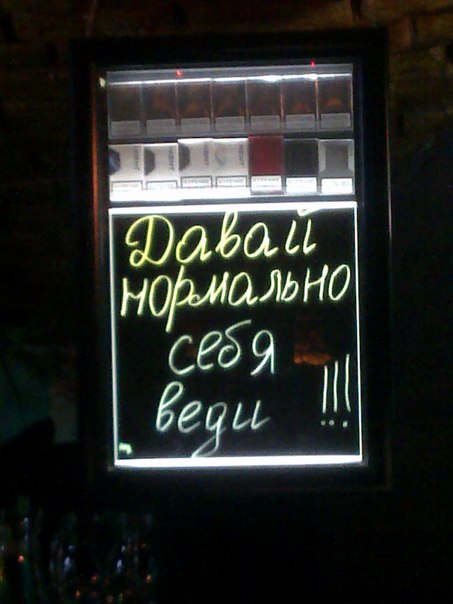 Давай
нормально
себя
веди !!!